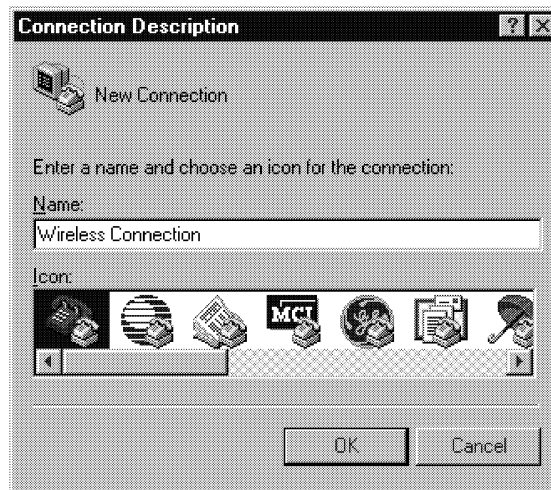 Connection Description
New Connection
Enter a name and choose an icon for the connection:
Name:
Wireless Connection
Icon:
MCI
OK Cancel